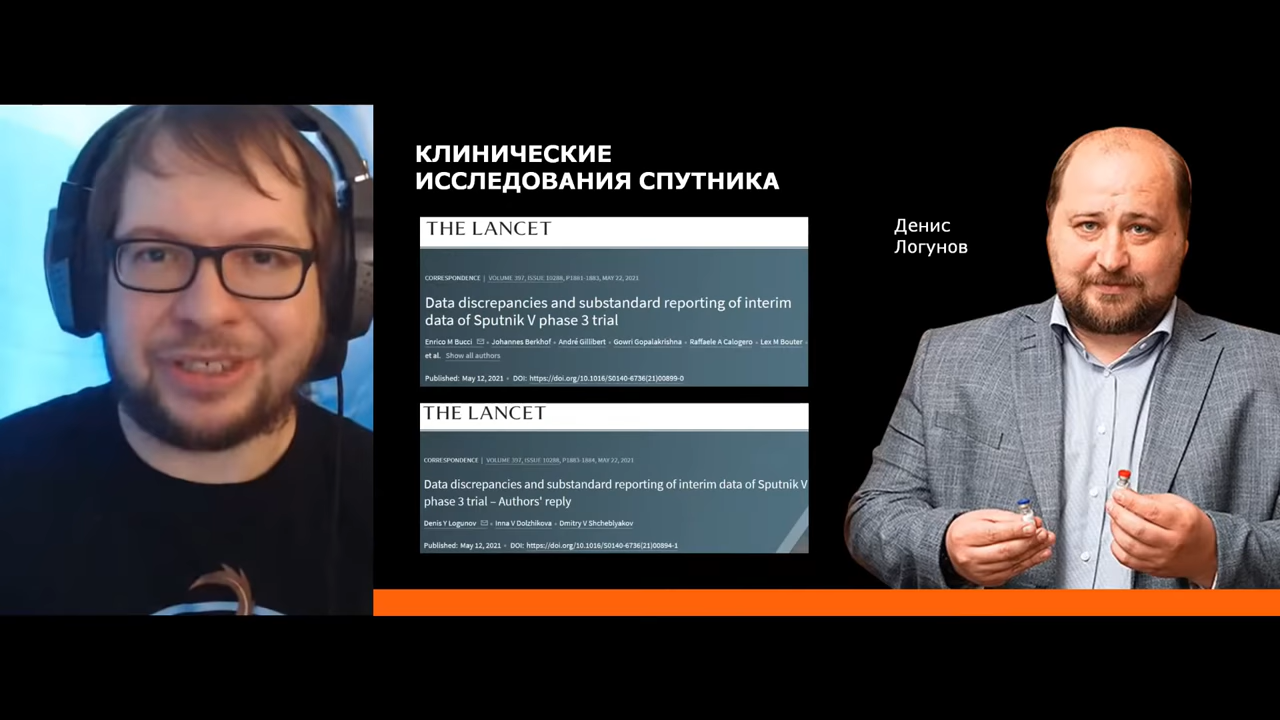 КЛИНИЧЕСКИЕ
ИССЛЕДОВАНИЯ СПУТНИКА
THE LANCET
CORRESPONDENCE | VOLUME 397, ISSUE 10288, P1881-1883, MAY 22, 2021
Data discrepancies and substandard reporting of interim
data of Sputnik V phase 3 trial
Enrico M Bucci • Johannes Berkhof • André Gillibert • Gowri Gopalakrishna • Raffaele A Calogero • Lex M Bouter •
et al. Show all authors
Published: May 12, 2021 • DOI: https://doi.org/10.1016/S0140-6736(21)00899-0
THE LANCET
CORRESPONDENCE | VOLUME 397, ISSUE 10288, P1883-1884, MAY 22, 2021
Data discrepancies and substandard reporting of interim data of Sputnik V
phase 3 trial – Authors' reply
Denis Y Logunov • Inna V Dolzhikova • Dmitry V Shcheblyakov
Published: May 12, 2021 • DOI: https://doi.org/10.1016/S0140-6736(21)00894-1
Денис
Логунов